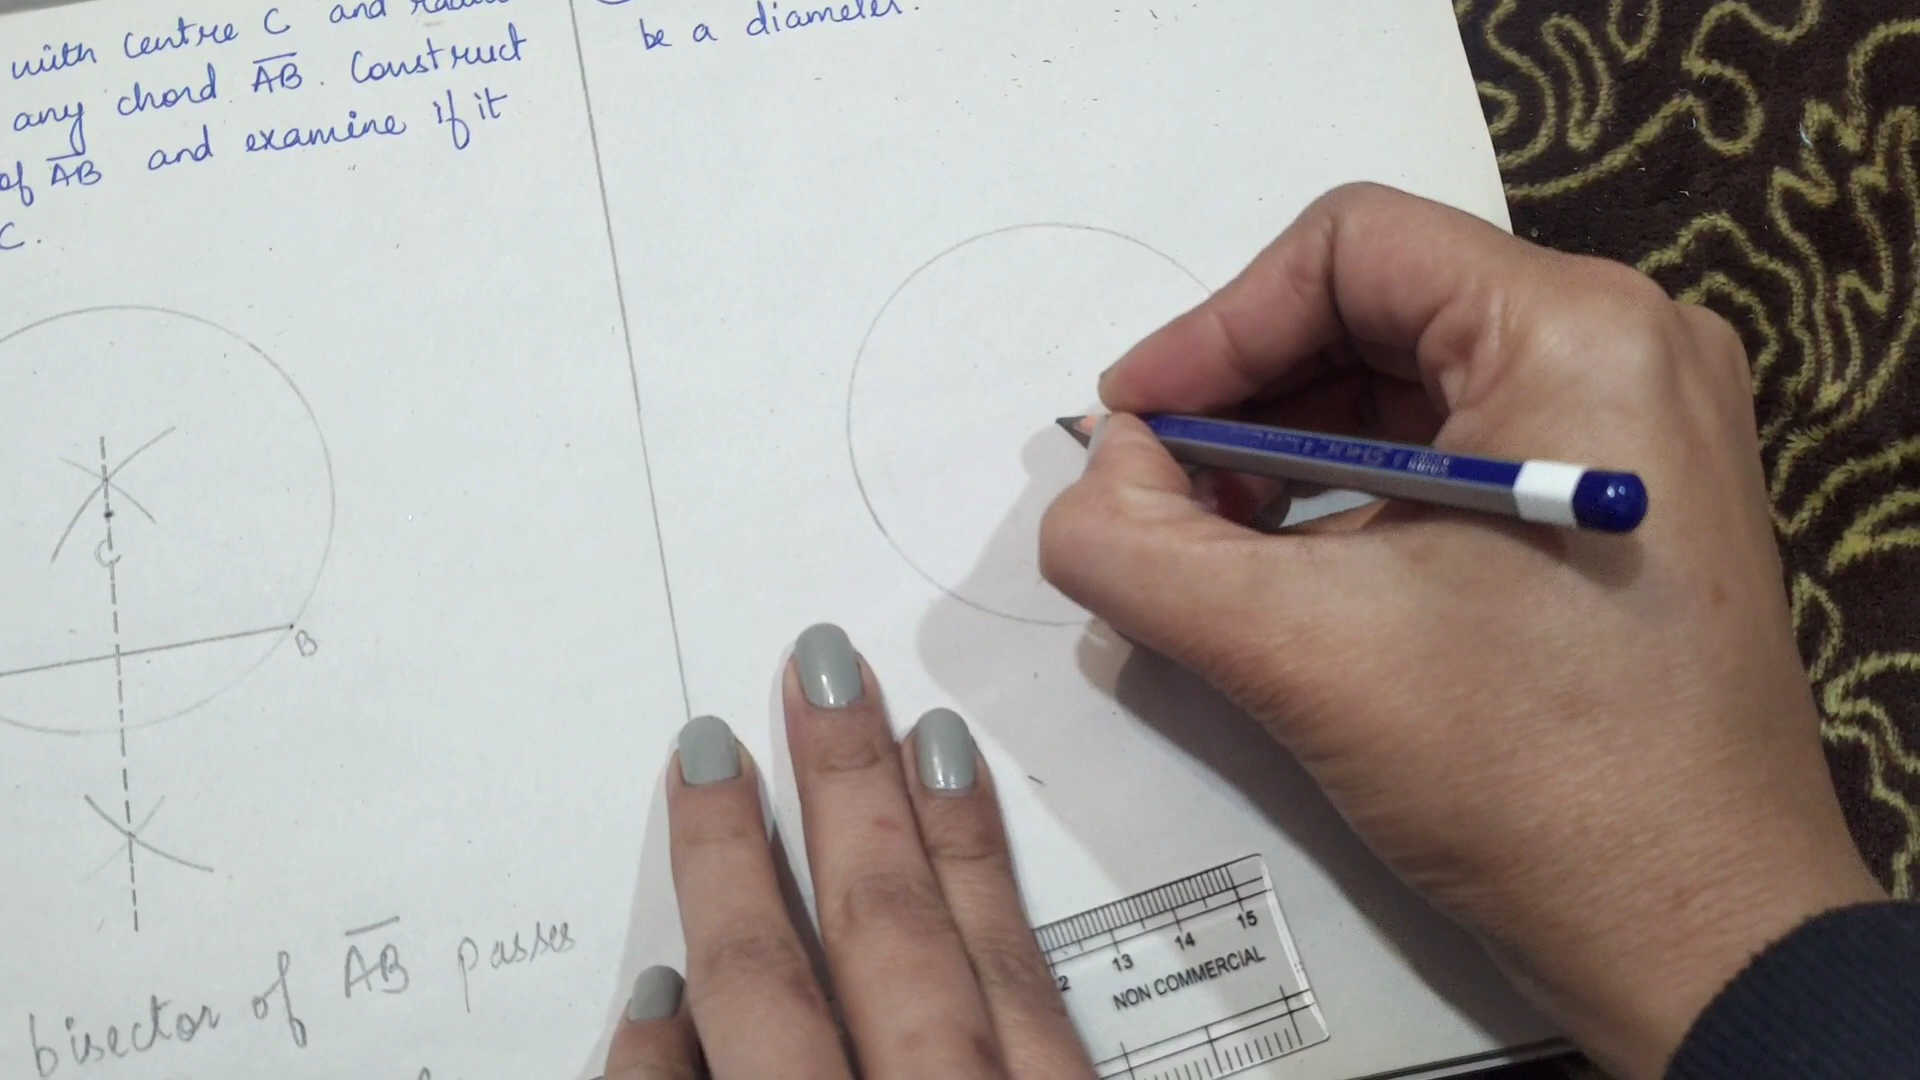 with centre C and
any chord AB. Construct
of AB and examine if it
C.
be a diameter.
C
B
bisector of AB passes
13 14 15
NON COMMERCIAL